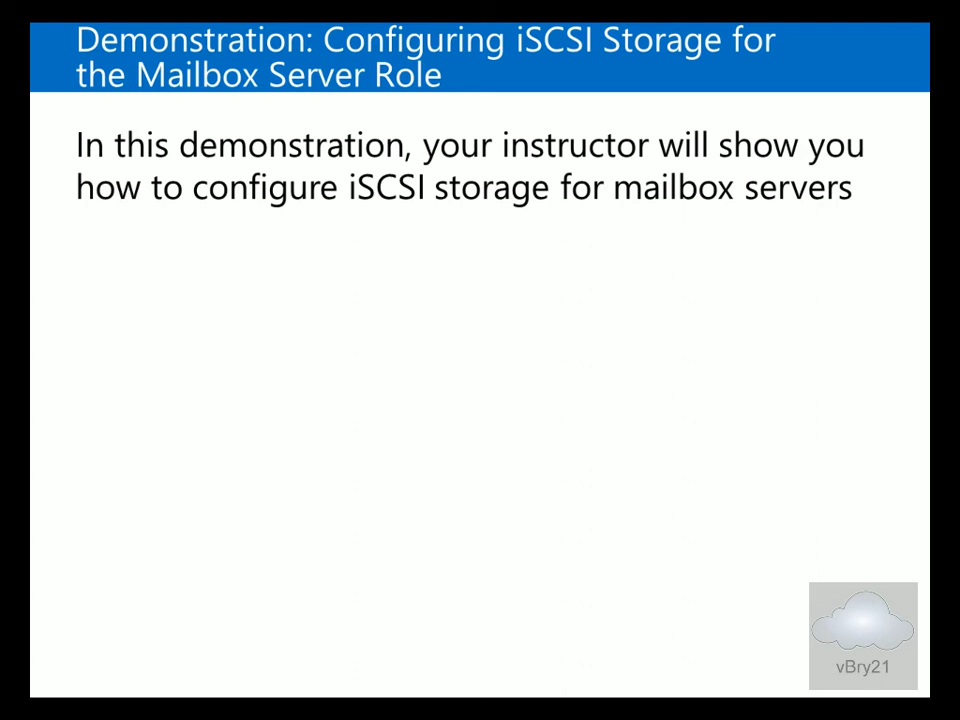 Demonstration: Configuring iSCSI Storage for
the Mailbox Server Role
In this demonstration, your instructor will show you
how to configure iSCSI storage for mailbox servers
vBry21